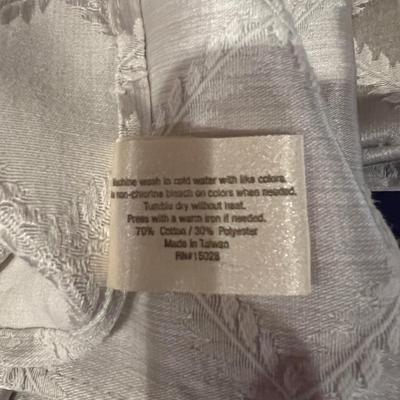 Machine wash in cold water with like colors.
non-chlorine bleach on colors when needed.
Tumble dry without heat.
Press with a warm iron if needed.
70% Cotton / 30% Polyester
Made in Taiwan
RN#15028